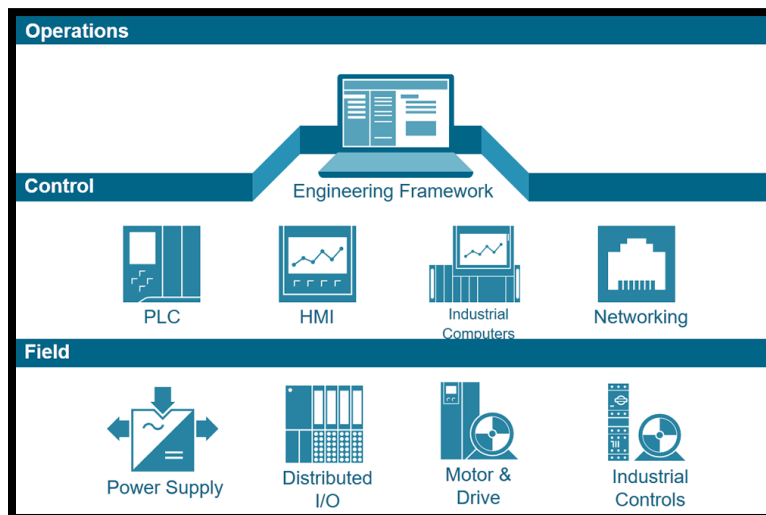 Operations
Engineering Framework
Control
PLC
HMI
Industrial
Computers
Networking
Field
Power Supply
Distributed
I/O
Motor &
Drive
Industrial
Controls